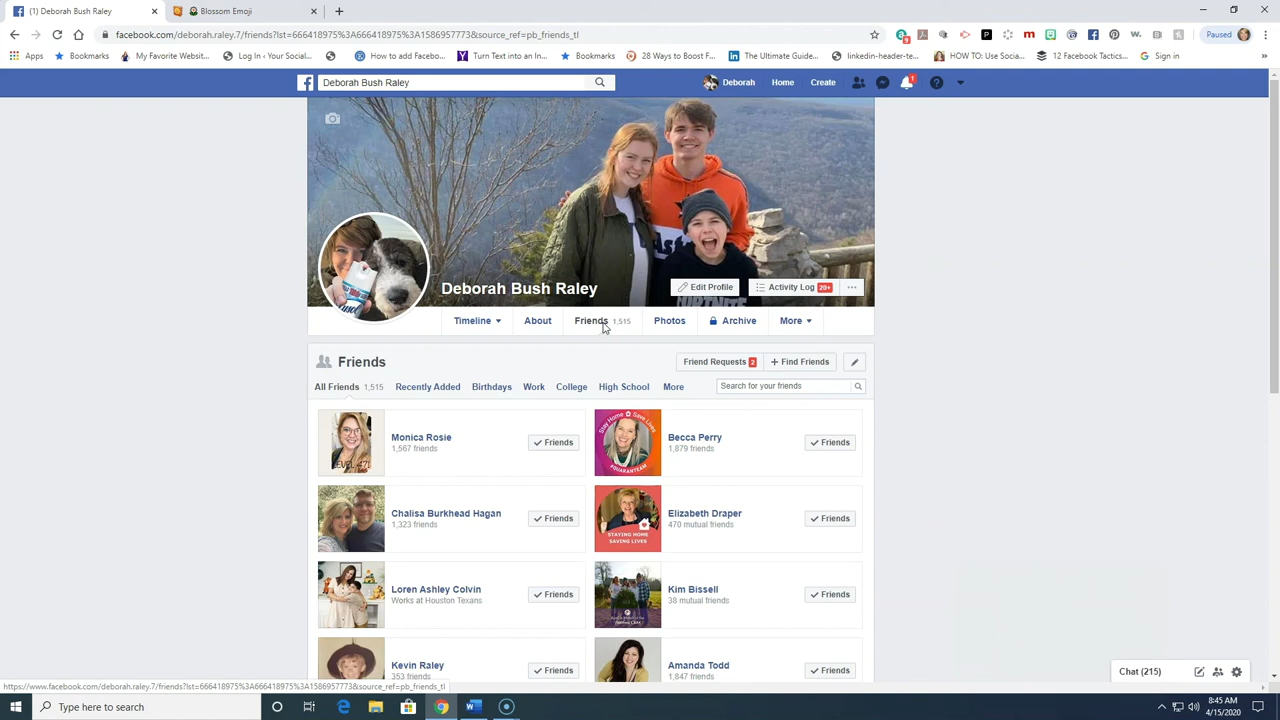 (1) Deborah Bush Raley
Blossom Emoji
facebook.com/deborah.raley.7/friends?lst=666418975%3A666418975%3A1586957773&source_ref=pb_friends_tl
Paused
Apps
Bookmarks
My Favorite Websit...
Log In ‹ Your Social...
How to add Facebo...
Turn Text into an In...
Bookmarks
28 Ways to Boost F...
The Ultimate Guide...
linkedin-header-te...
HOW TO: Use Socia...
12 Facebook Tactics...
Sign in
»
Deborah Bush Raley
Deborah
Home
Create
1
Deborah Bush Raley
Edit Profile
Activity Log 20+
Timeline
About
Friends 1,515
Photos
Archive
More
Friends
Friend Requests 2
+ Find Friends
All Friends 1,515
Recently Added
Birthdays
Work
College
High School
More
Search for your friends
Monica Rosie
1,567 friends
Friends
Becca Perry
1,879 friends
Friends
Chalisa Burkhead Hagan
1,323 friends
Friends
Elizabeth Draper
470 mutual friends
Friends
STAYING HOME
SAVING LIVES
Loren Ashley Colvin
Works at Houston Texans
Friends
Kim Bissell
38 mutual friends
Friends
Kevin Raley
353 friends
Friends
Amanda Todd
1,847 friends
Friends
Chat (215)
https://www.facebook.com/deborah.raley.7/friends?lst=666418975%3A666418975%3A1586957773&source_ref=pb_friends_tl
Type here to search
8:45 AM
4/15/2020